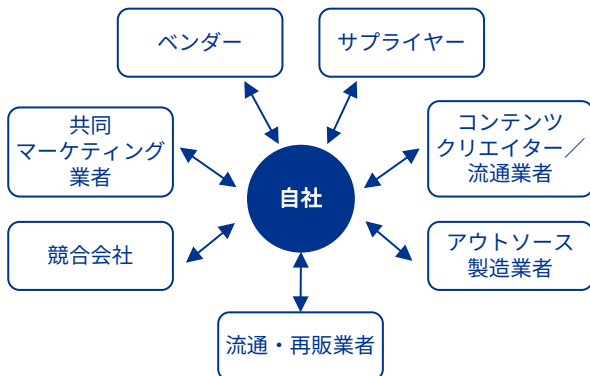 ベンダー
サプライヤー
共同
マーケティング
業者
コンテンツ
クリエイター／
流通業者
自社
競合会社
アウトソース
製造業者
流通・再販業者